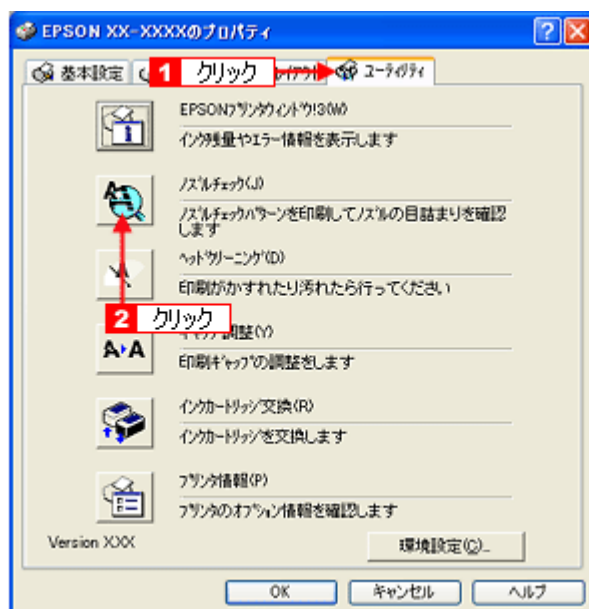 EPSON XX-XXXXのプロパティ
基本設定
1 クリック
レイアウト
ユーティリティ
EPSONプリンタウィンドウ!3(W)
インク残量やエラー情報を表示します
ノズルチェック(J)
ノズルチェックパターンを印刷してノズルの目詰まりを確認
します
ヘッドクリーニング(D)
印刷がかすれたり汚れたら行ってください
2 クリック
ギャップ調整(Y)
印刷ギャップの調整をします
インクカートリッジ交換(R)
インクカートリッジを交換します
プリンタ情報(P)
プリンタのオプション情報を確認します
Version XXX
環境設定(C)...
OK
キャンセル
ヘルプ